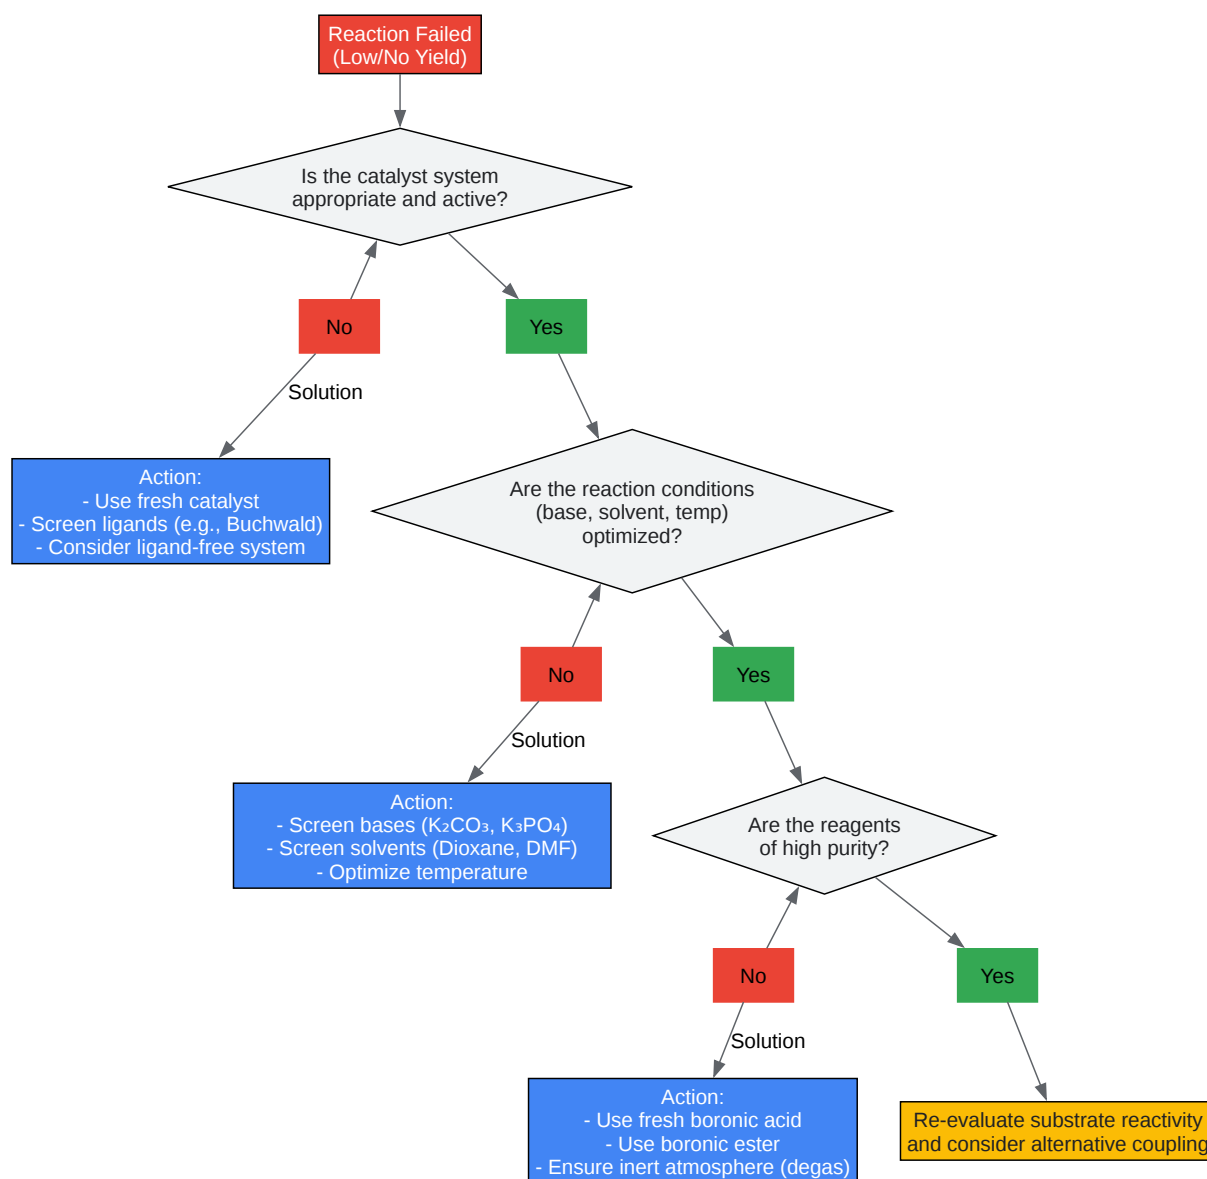 Reaction Failed
(Low/No Yield)
Is the catalyst system
appropriate and active?
No
Yes
Solution
Action:
- Use fresh catalyst
- Screen ligands (e.g., Buchwald)
- Consider ligand-free system
Are the reaction conditions
(base, solvent, temp)
optimized?
No
Yes
Solution
Action:
- Screen bases (K₂CO₃, K₃PO₄)
- Screen solvents (Dioxane, DMF)
- Optimize temperature
Are the reagents
of high purity?
No
Yes
Solution
Action:
- Use fresh boronic acid
- Use boronic ester
- Ensure inert atmosphere (degas)
Re-evaluate substrate reactivity
and consider alternative coupling